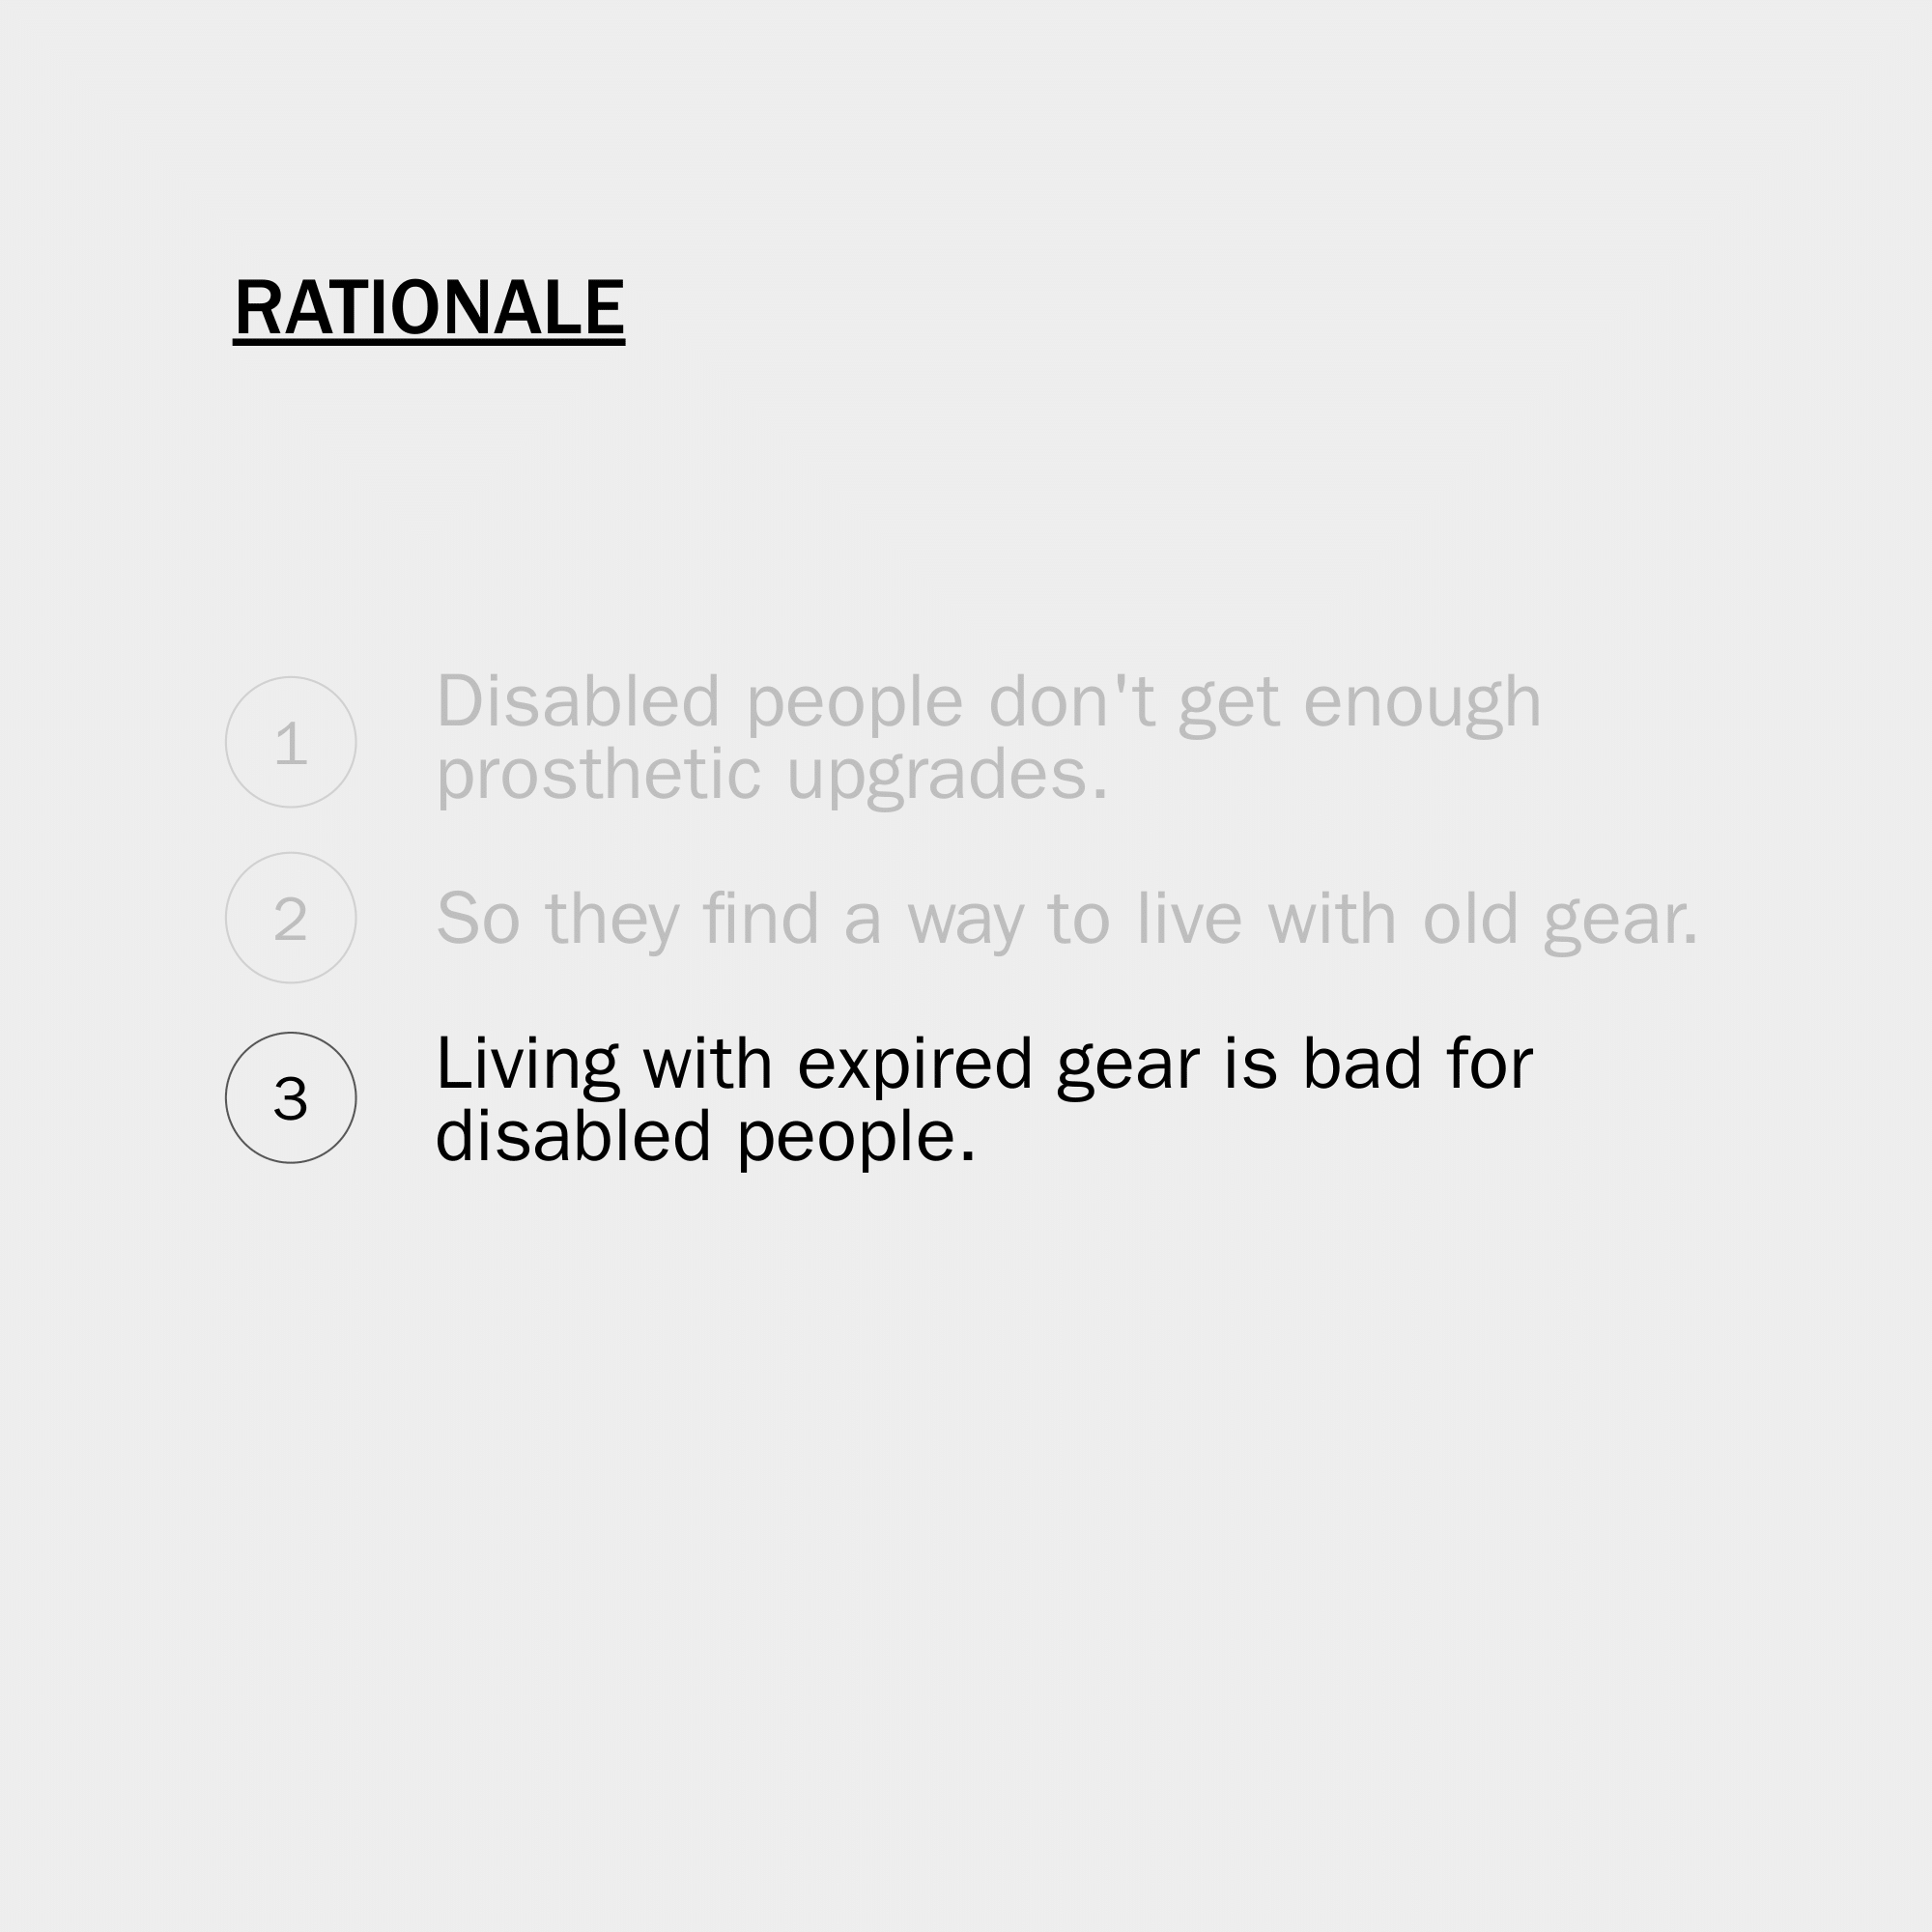 RATIONALE
1
Disabled people don't get enough
prosthetic upgrades.
2
So they find a way to live with old gear.
3
Living with expired gear is bad for
disabled people.